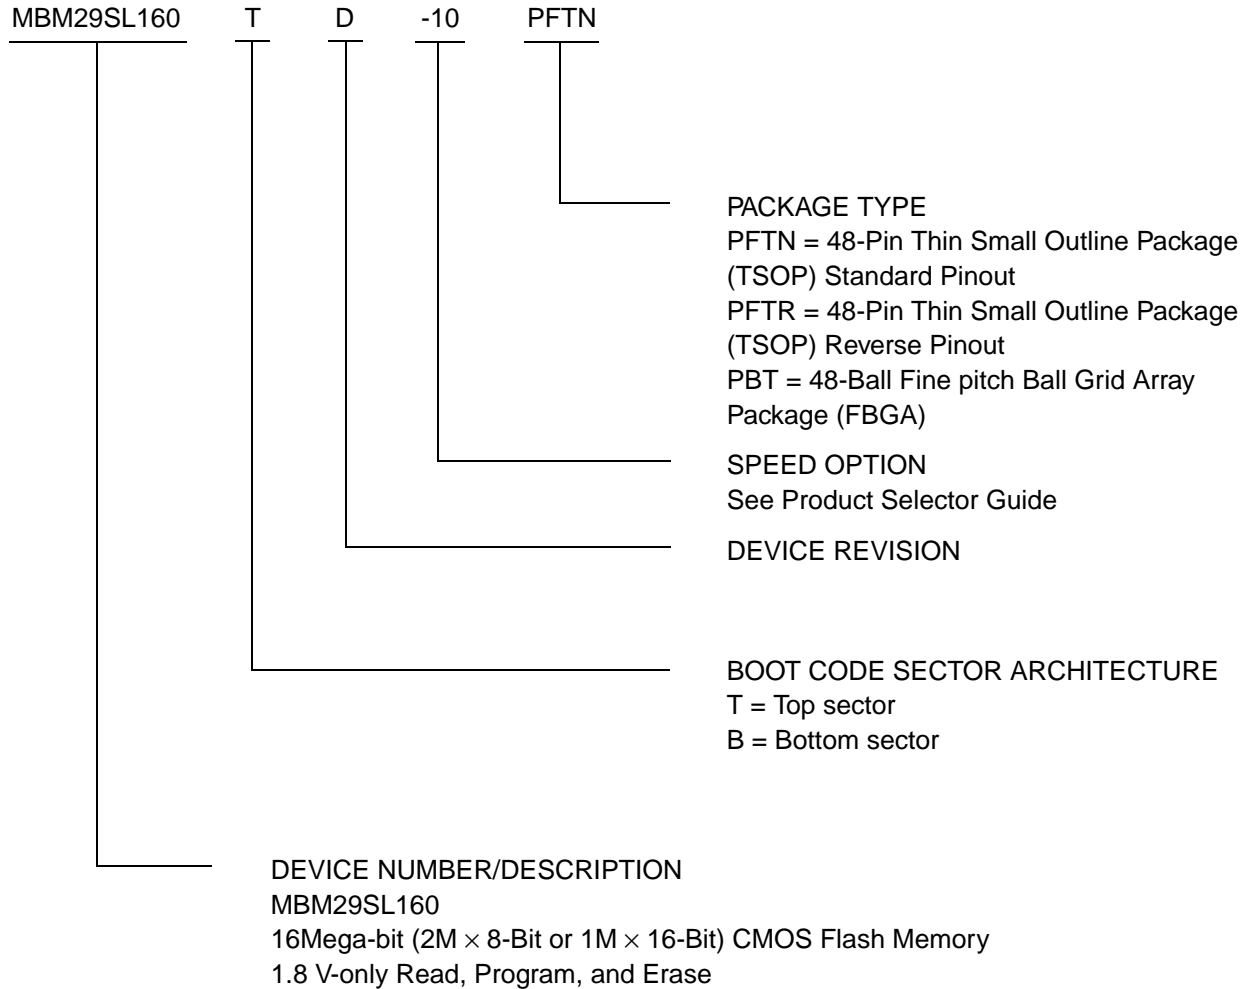 MBM29SL160 T D -10 PFTN
PACKAGE TYPE
PFTN = 48-Pin Thin Small Outline Package
(TSOP) Standard Pinout
PFTR = 48-Pin Thin Small Outline Package
(TSOP) Reverse Pinout
PBT = 48-Ball Fine pitch Ball Grid Array
Package (FBGA)
SPEED OPTION
See Product Selector Guide
DEVICE REVISION
BOOT CODE SECTOR ARCHITECTURE
T = Top sector
B = Bottom sector
DEVICE NUMBER/DESCRIPTION
MBM29SL160
16Mega-bit (2M × 8-Bit or 1M × 16-Bit) CMOS Flash Memory
1.8 V-only Read, Program, and Erase